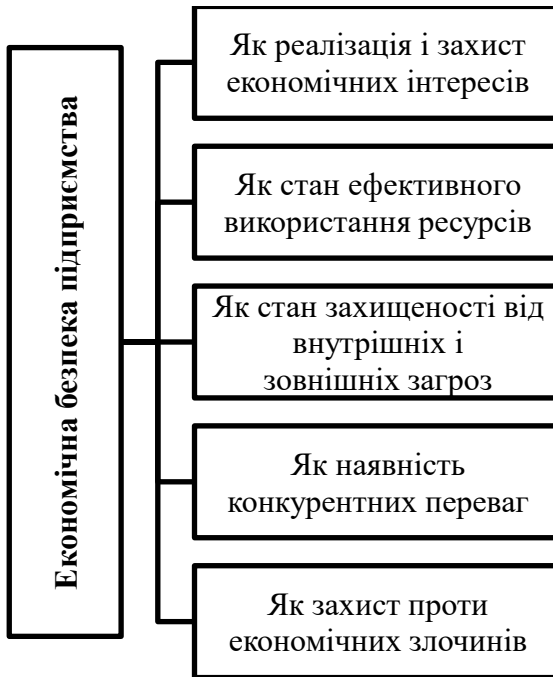 Економічна безпека підприємства
Як реалізація і захист
економічних інтересів
Як стан ефективного
використання ресурсів
Як стан захищеності від
внутрішніх і
зовнішніх загроз
Як наявність
конкурентних переваг
Як захист проти
економічних злочинів